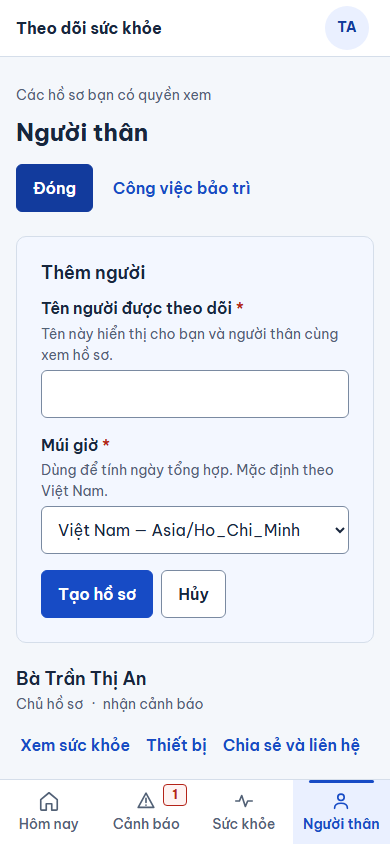 Theo dõi sức khỏe
TA
Các hồ sơ bạn có quyền xem
Người thân
Đóng
Công việc bảo trì
Thêm người
Tên người được theo dõi *
Tên này hiển thị cho bạn và người thân cùng
xem hồ sơ.
Múi giờ *
Dùng để tính ngày tổng hợp. Mặc định theo
Việt Nam.
Việt Nam — Asia/Ho_Chi_Minh
Tạo hồ sơ
Hủy
Bà Trần Thị An
Chủ hồ sơ · nhận cảnh báo
Xem sức khỏe
Thiết bị
Chia sẻ và liên hệ
1
Hôm nay
Cảnh báo
Sức khỏe
Người thân